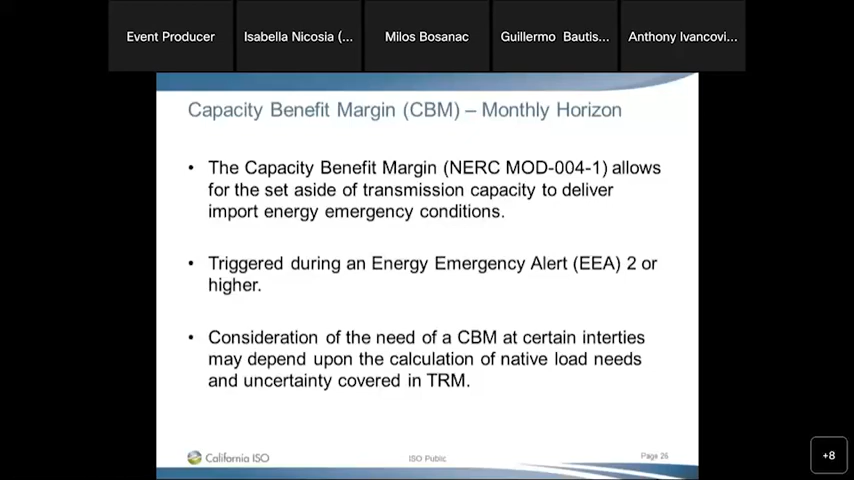 Event Producer
Isabella Nicosia (...
Milos Bosanac
Guillermo Bautis...
Anthony Ivancovi...
Capacity Benefit Margin (CBM) – Monthly Horizon
• The Capacity Benefit Margin (NERC MOD-004-1) allows
for the set aside of transmission capacity to deliver
import energy emergency conditions.
• Triggered during an Energy Emergency Alert (EEA) 2 or
higher.
• Consideration of the need of a CBM at certain interties
may depend upon the calculation of native load needs
and uncertainty covered in TRM.
California ISO
ISO Public
Page 26
+8